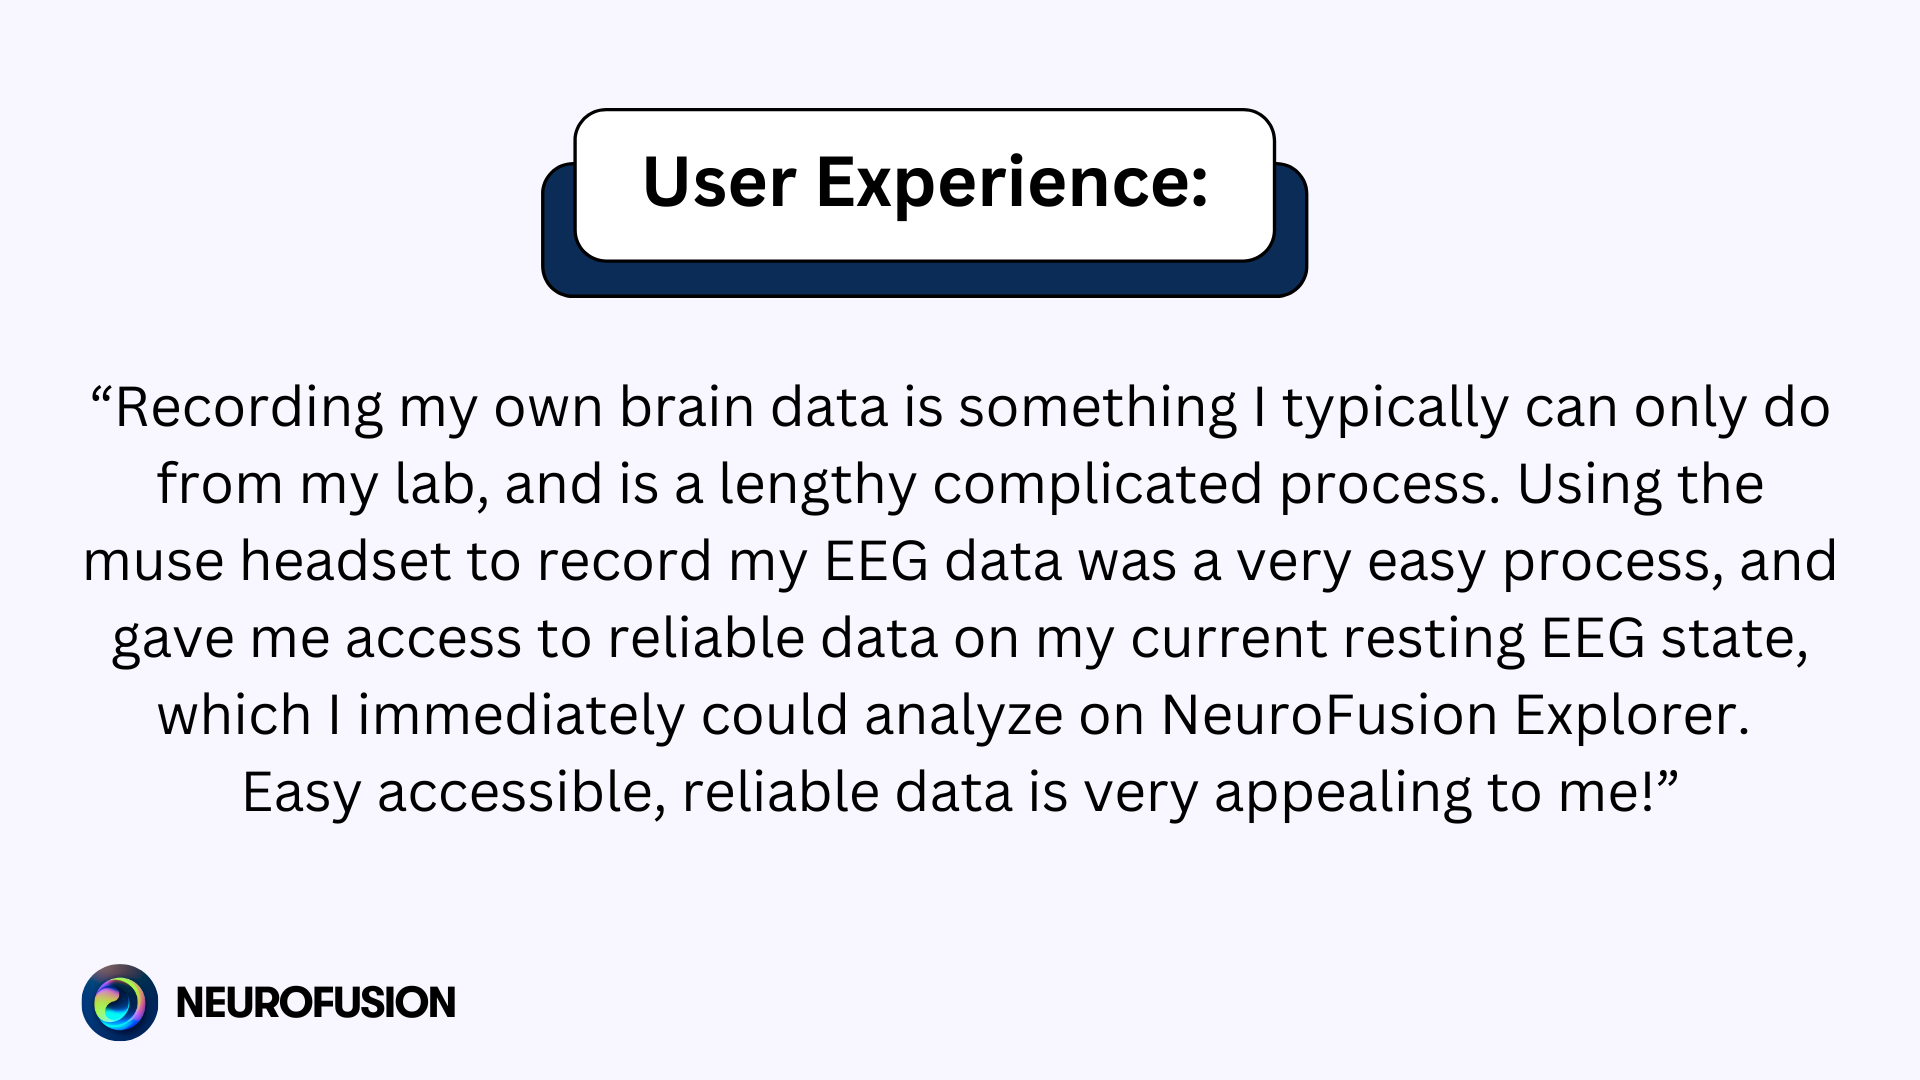 User Experience:
“Recording my own brain data is something I typically can only do
from my lab, and is a lengthy complicated process. Using the
muse headset to record my EEG data was a very easy process, and
gave me access to reliable data on my current resting EEG state,
which I immediately could analyze on NeuroFusion Explorer.
Easy accessible, reliable data is very appealing to me!”
NEUROFUSION